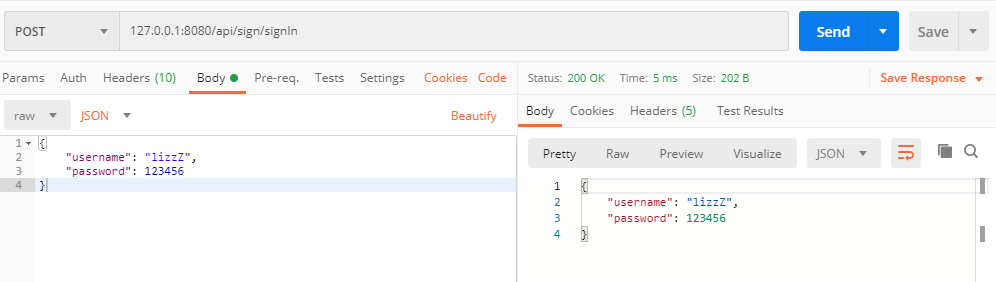 POST 127.0.0.1:8080/api/sign/signIn Send Save
Params Auth Headers (10) Body Pre-req. Tests Settings Cookies Code
Status: 200 OK Time: 5 ms Size: 202 B Save Response
raw JSON Beautify
1 {
2 "username": "lizzZ",
3 "password": 123456
4 }
Body Cookies Headers (5) Test Results
Pretty Raw Preview Visualize JSON
1 {
2 "username": "lizzZ",
3 "password": 123456
4 }